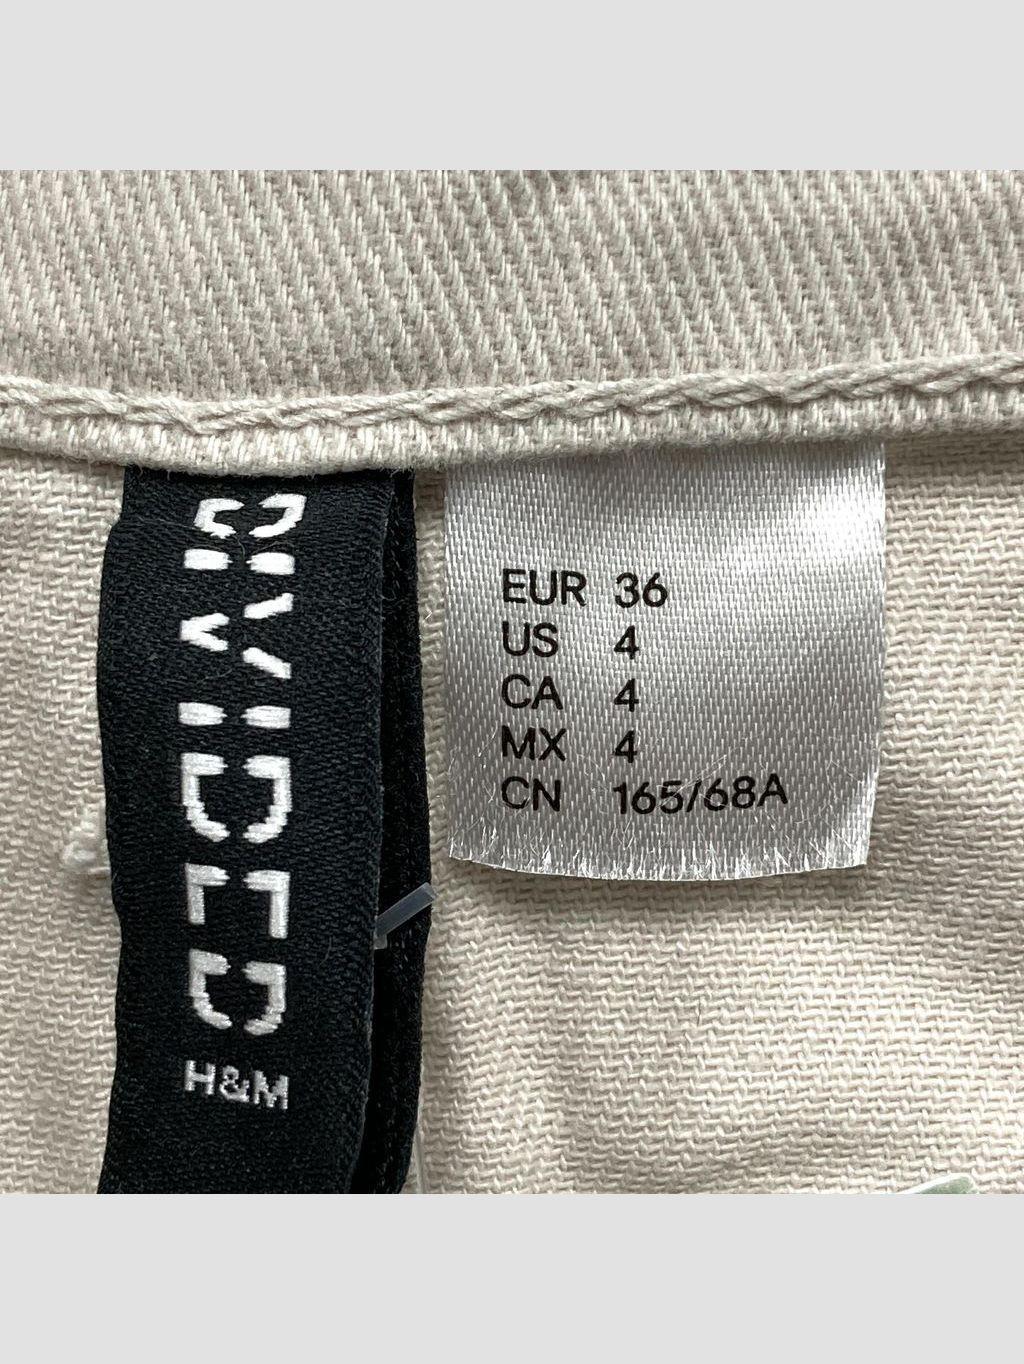 DIVIDED
H&M
EUR 36
US 4
CA 4
MX 4
CN 165/68A